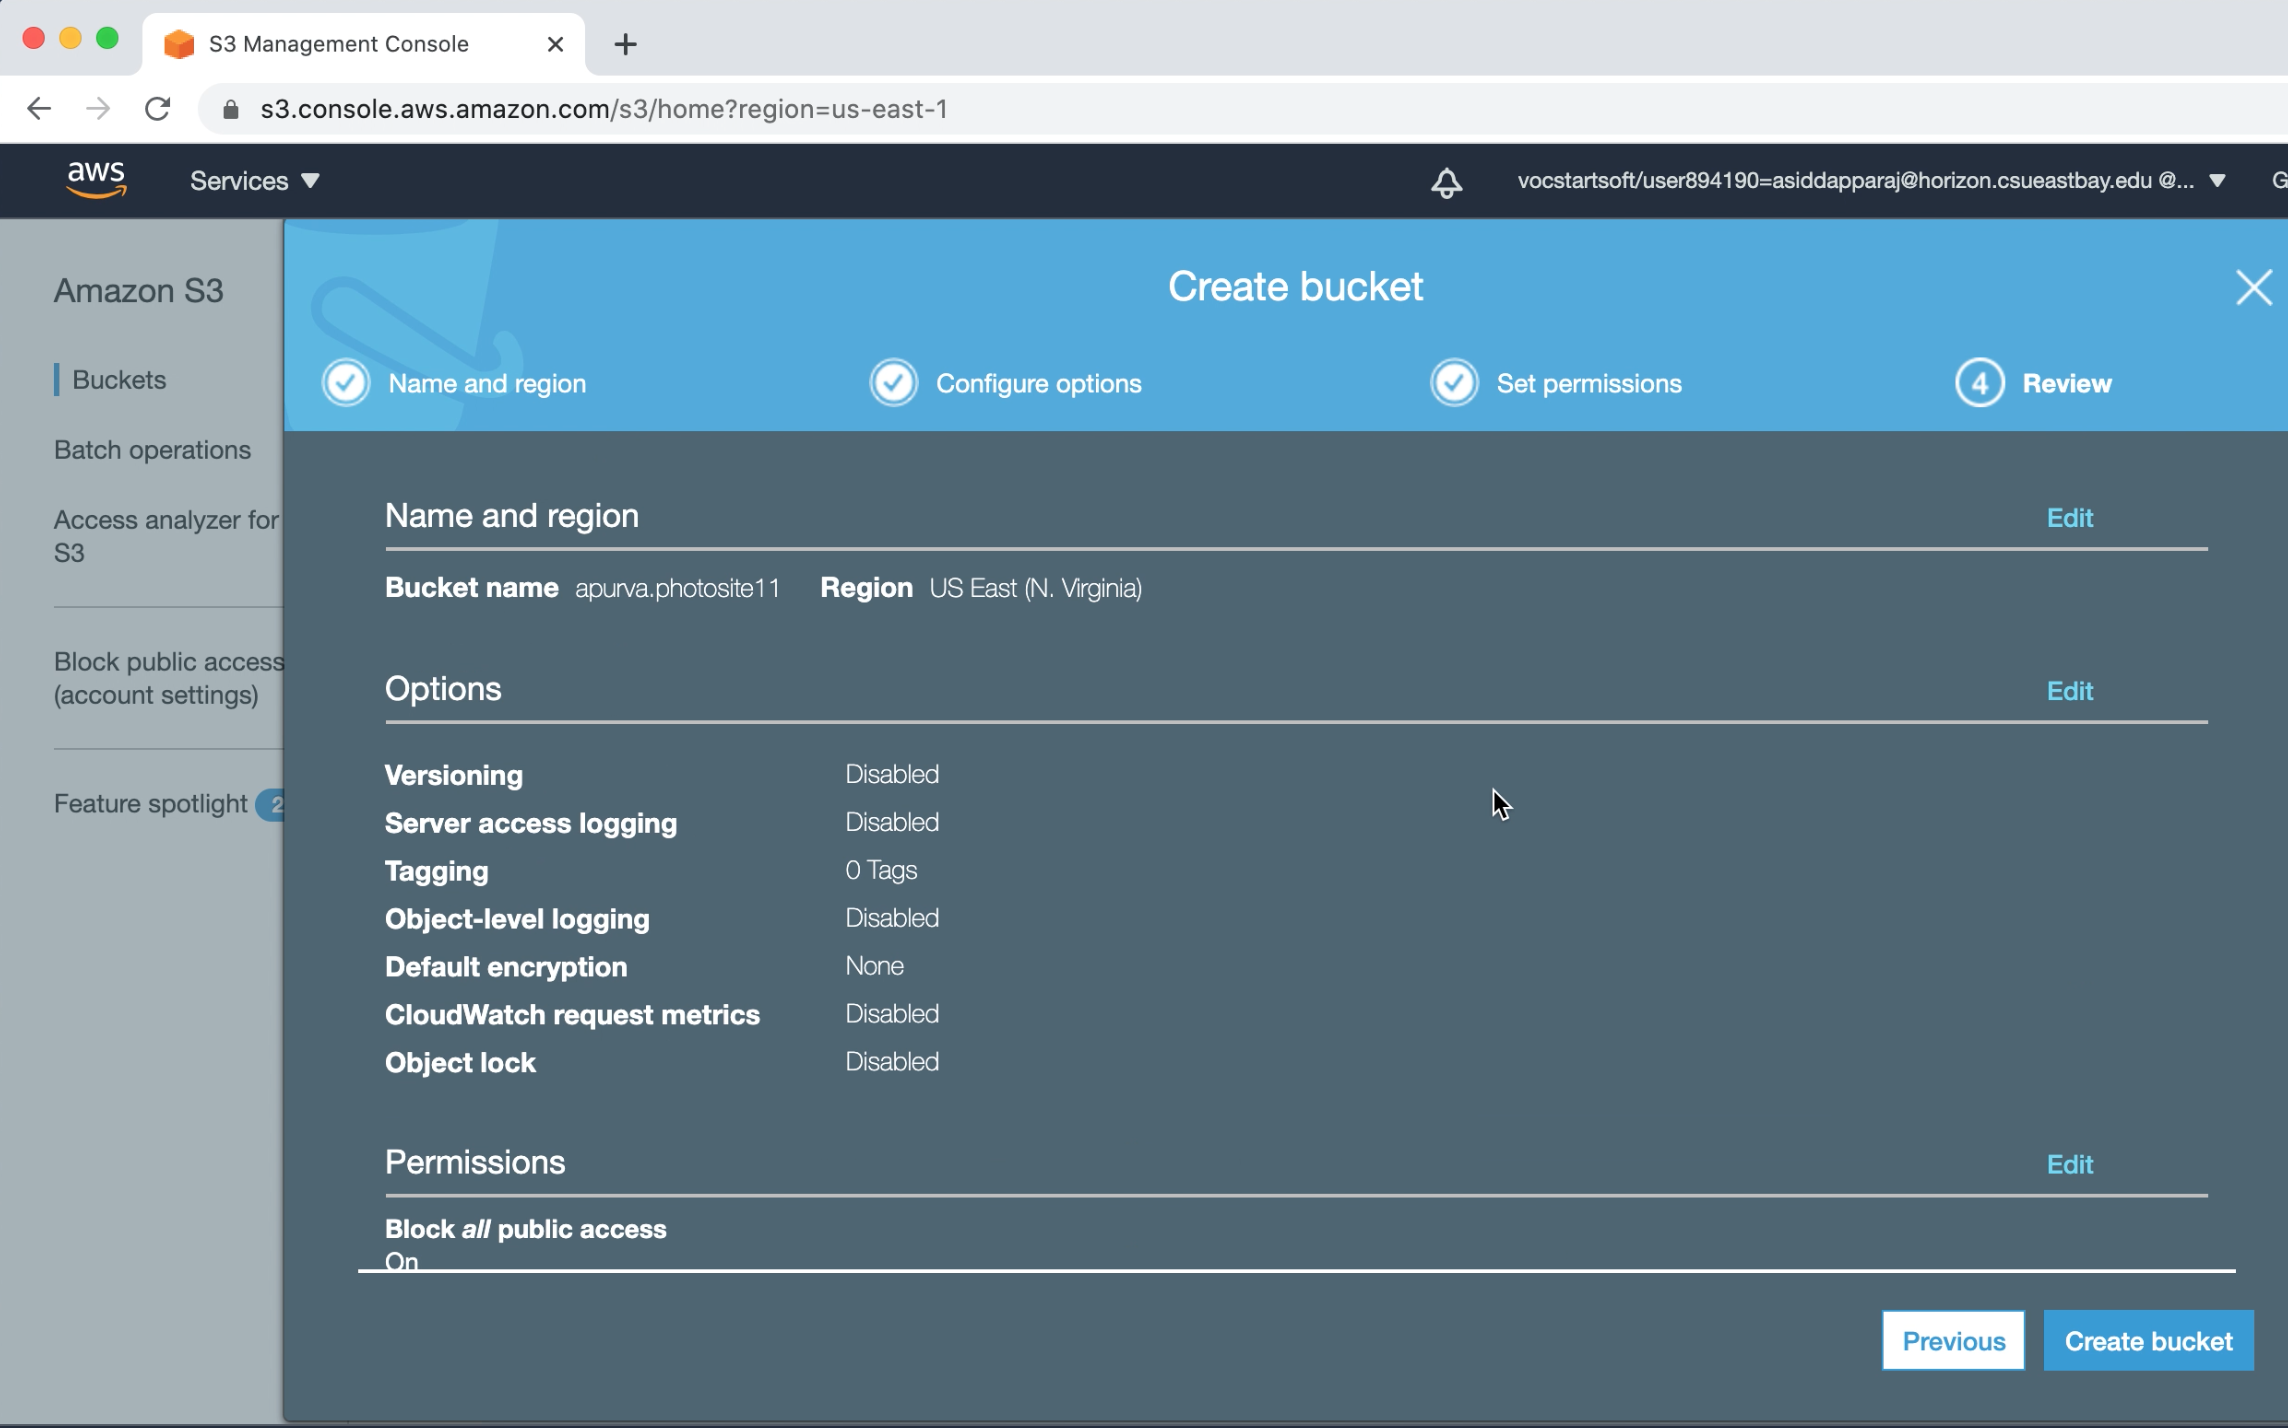 S3 Management Console
s3.console.aws.amazon.com/s3/home?region=us-east-1
aws
Services
vocstartsoft/user894190=asiddapparaj@horizon.csueastbay.edu @...
G
Amazon S3
Buckets
Batch operations
Access analyzer for
S3
Block public access
(account settings)
Feature spotlight 2
Create bucket
Name and region
Configure options
Set permissions
4 Review
Name and region Edit
Bucket name apurva.photosite11 Region US East (N. Virginia)
Options Edit
Versioning Disabled
Server access logging Disabled
Tagging 0 Tags
Object-level logging Disabled
Default encryption None
CloudWatch request metrics Disabled
Object lock Disabled
Permissions Edit
Block all public access
On
Previous Create bucket